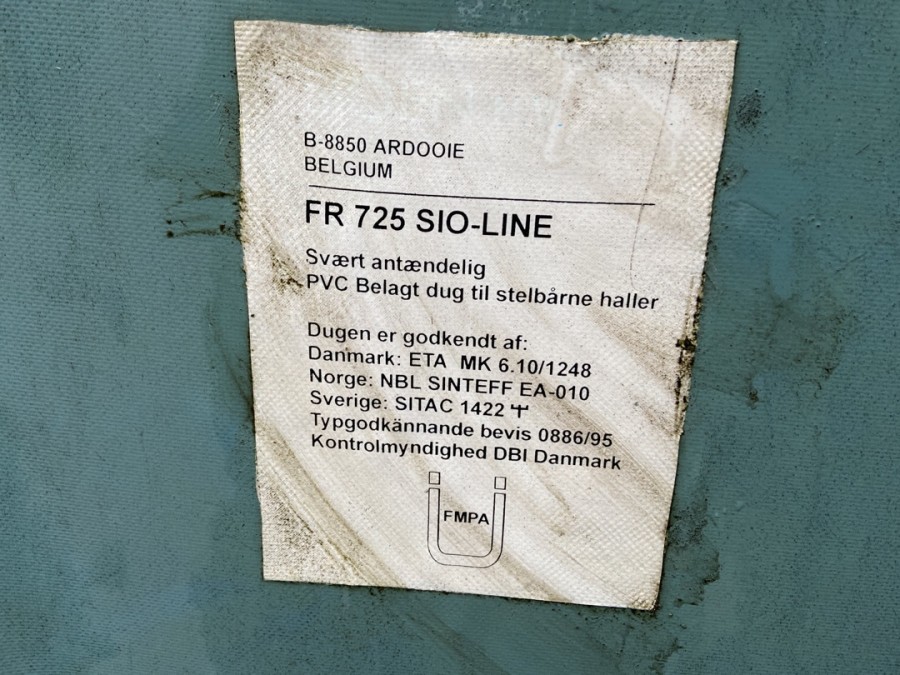 B-8850 ARDOOIE
BELGIUM
FR 725 SIO-LINE
Svært antændelig
PVC Belagt dug til stelbårne haller
Dugen er godkendt af:
Danmark: ETA MK 6.10/1248
Norge: NBL SINTEFF EA-010
Sverige: SITAC 1422
Typgodkännande bevis 0886/95
Kontrolmyndighed DBI Danmark
FMPA